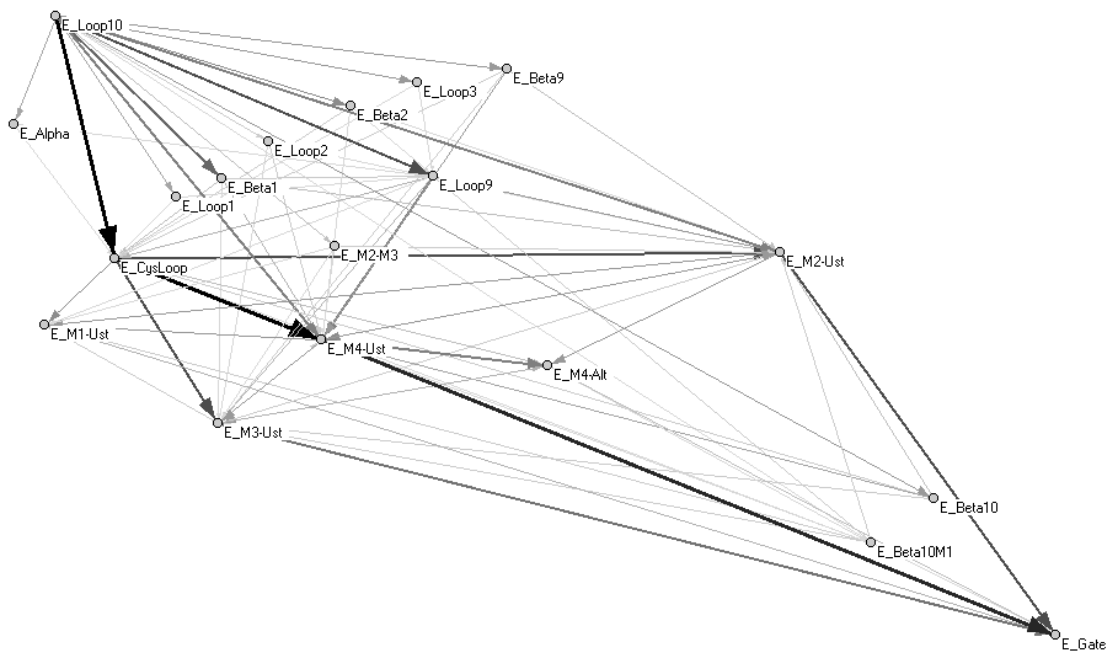 E_Loop10
E_Beta9
E_Loop3
E_Beta2
E_Alpha
E_Loop2
E_Loop9
E_Beta1
E_Loop1
E_M2-M3
E_M2-Ust
E_CysLoop
E_M1-Ust
E_M4-Ust
E_M4-Alt
E_M3-Ust
E_Beta10
E_Beta10M1
E_Gate